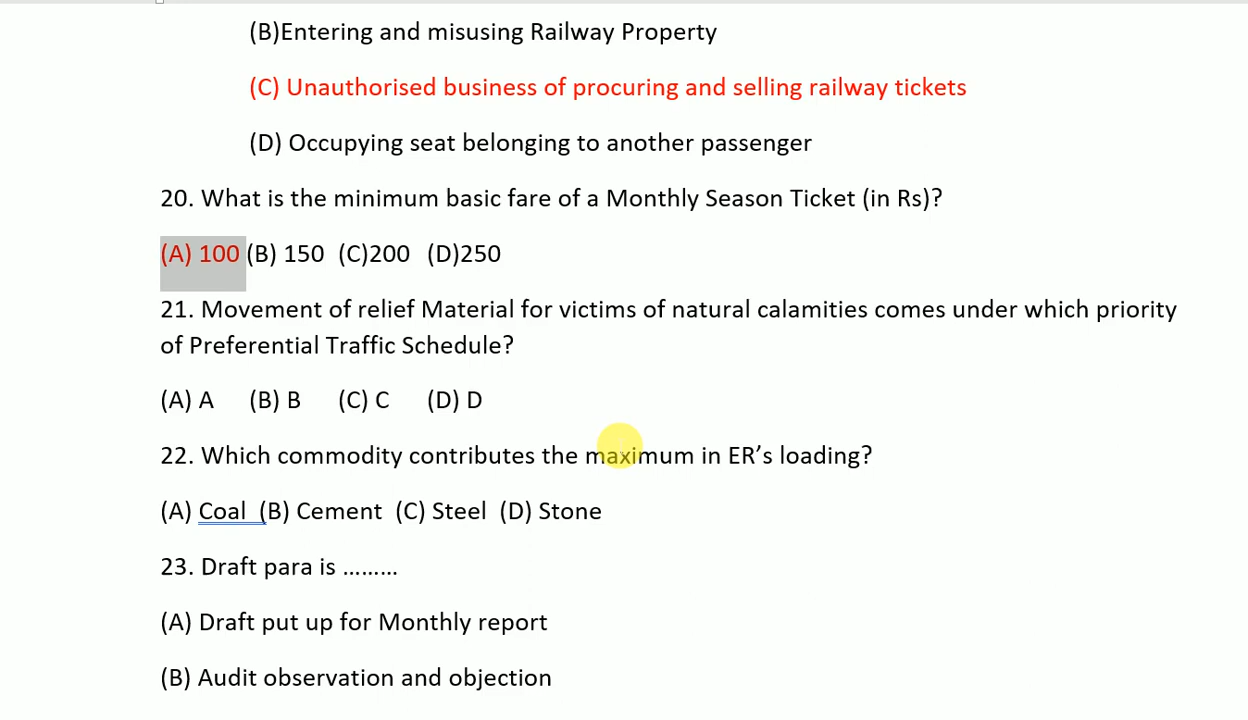 (B)Entering and misusing Railway Property
(C) Unauthorised business of procuring and selling railway tickets
(D) Occupying seat belonging to another passenger
20. What is the minimum basic fare of a Monthly Season Ticket (in Rs)?
(A) 100 (B) 150 (C)200 (D)250
21. Movement of relief Material for victims of natural calamities comes under which priority
of Preferential Traffic Schedule?
(A) A (B) B (C) C (D) D
22. Which commodity contributes the maximum in ER’s loading?
(A) Coal (B) Cement (C) Steel (D) Stone
23. Draft para is .........
(A) Draft put up for Monthly report
(B) Audit observation and objection